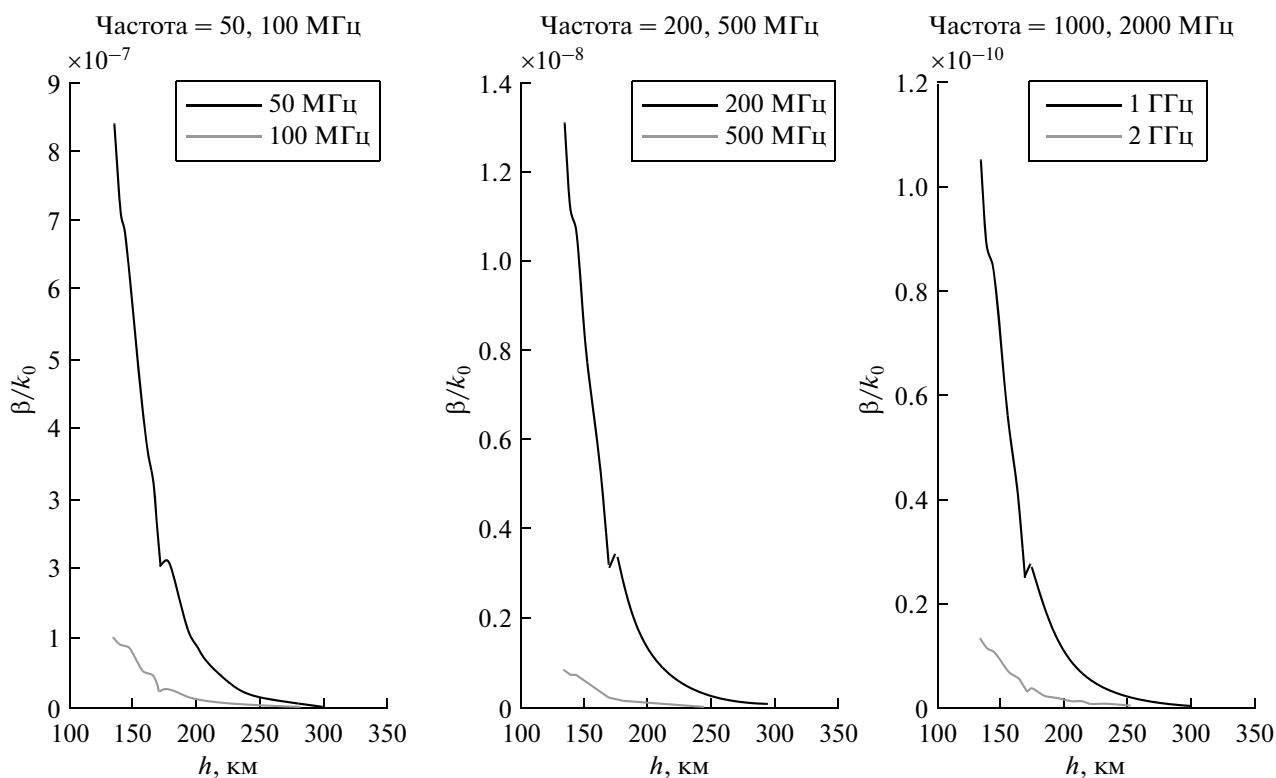 Частота = 50, 100 МГц
×10⁻⁷
9
8
7
6
5
4
3
3
1
0
β/k₀
50 МГц
100 МГц
100 150 200 250 300 350
h, км
Частота = 200, 500 МГц
×10⁻⁸
1.4
1.2
1.0
0.8
0.6
0.4
0.2
0
β/k₀
200 МГц
500 МГц
100 150 200 250 300 350
h, км
Частота = 1000, 2000 МГц
×10⁻¹⁰
1.2
1.0
0.8
0.6
0.4
0.2
0
β/k₀
1 ГГц
2 ГГц
100 150 200 250 300 350
h, км